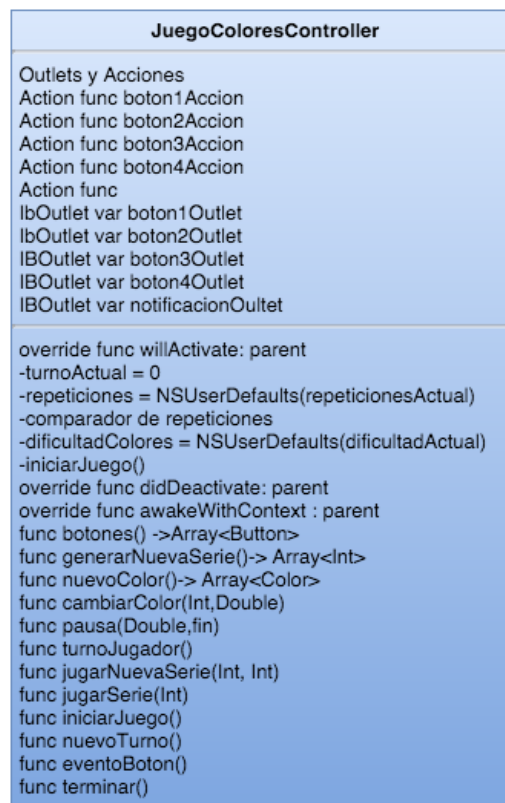 JuegoColoresController
Outlets y Acciones
Action func boton1Accion
Action func boton2Accion
Action func boton3Accion
Action func boton4Accion
Action func
IbOutlet var boton1Outlet
IbOutlet var boton2Outlet
IBOutlet var boton3Outlet
IBOutlet var boton4Outlet
IBOutlet var notificacionOultet
override func willActivate: parent
-turnoActual = 0
-repeticiones = NSUserDefaults(repeticionesActual)
-comparador de repeticiones
-dificultadColores = NSUserDefaults(dificultadActual)
-iniciarJuego()
override func didDeactivate: parent
override func awakeWithContext : parent
func botones() ->Array<Button>
func generarNuevaSerie()-> Array<Int>
func nuevoColor()-> Array<Color>
func cambiarColor(Int,Double)
func pausa(Double,fin)
func turnoJugador()
func jugarNuevaSerie(Int, Int)
func jugarSerie(Int)
func iniciarJuego()
func nuevoTurno()
func eventoBoton()
func terminar()